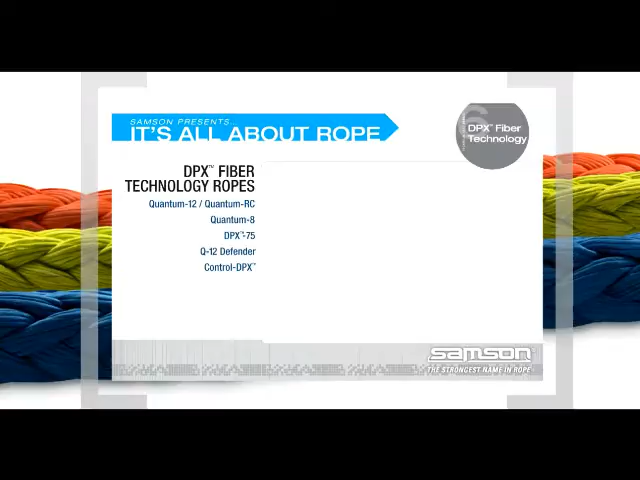 SAMSON PRESENTS...
IT'S ALL ABOUT ROPE
6
DPX™ Fiber
Technology
DPX™ FIBER
TECHNOLOGY ROPES
Quantum-12 / Quantum-RC
Quantum-8
DPX™-75
Q-12 Defender
Control-DPX™
samson
THE STRONGEST NAME IN ROPE